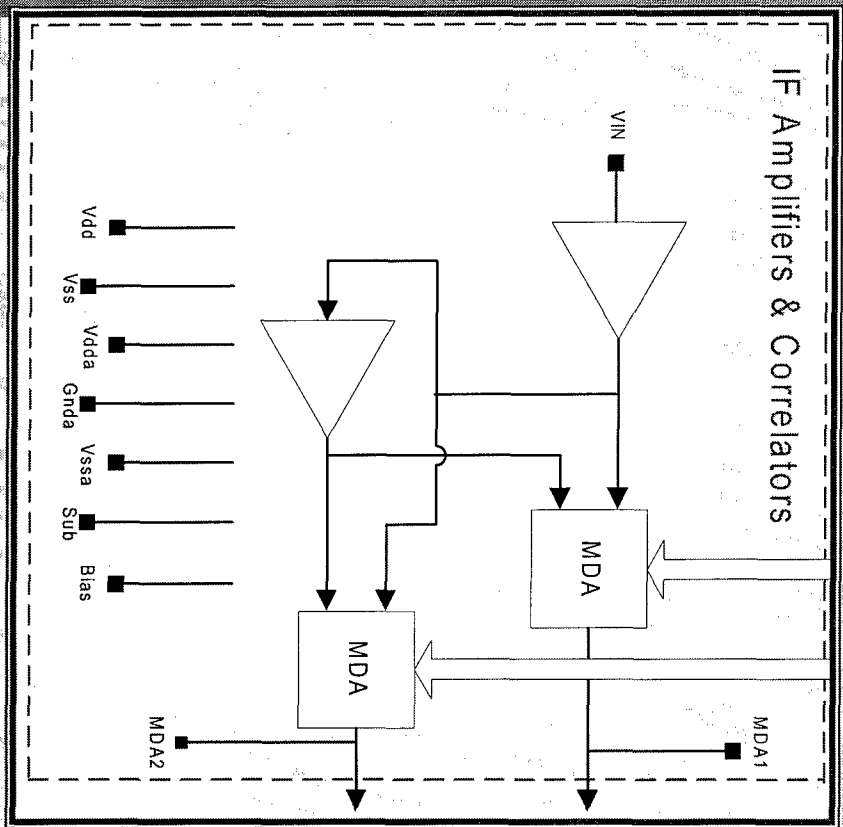 IF Amplifiers & Correlators
VIN
MDA
MDA
MDA1
MDA2
Vdd
Vss
Vdda
Gnda
Vssa
Sub
Bias